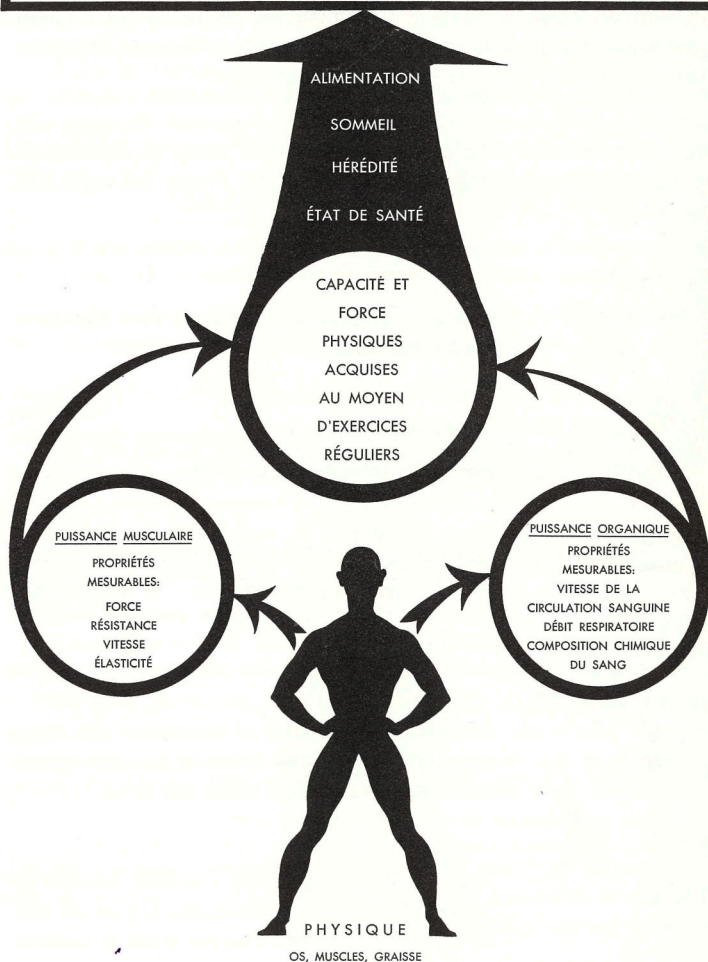 ALIMENTATION
SOMMEIL
HÉRÉDITÉ
ÉTAT DE SANTÉ
CAPACITÉ ET
FORCE
PHYSIQUES
ACQUISES
AU MOYEN
D'EXERCICES
RÉGULIERS
PUISSANCE MUSCULAIRE
PROPRIÉTÉS
MESURABLES:
FORCE
RÉSISTANCE
VITESSE
ÉLASTICITÉ
PUISSANCE ORGANIQUE
PROPRIÉTÉS
MESURABLES:
VITESSE DE LA
CIRCULATION SANGUINE
DÉBIT RESPIRATOIRE
COMPOSITION CHIMIQUE
DU SANG
PHYSIQUE
OS, MUSCLES, GRAISSE